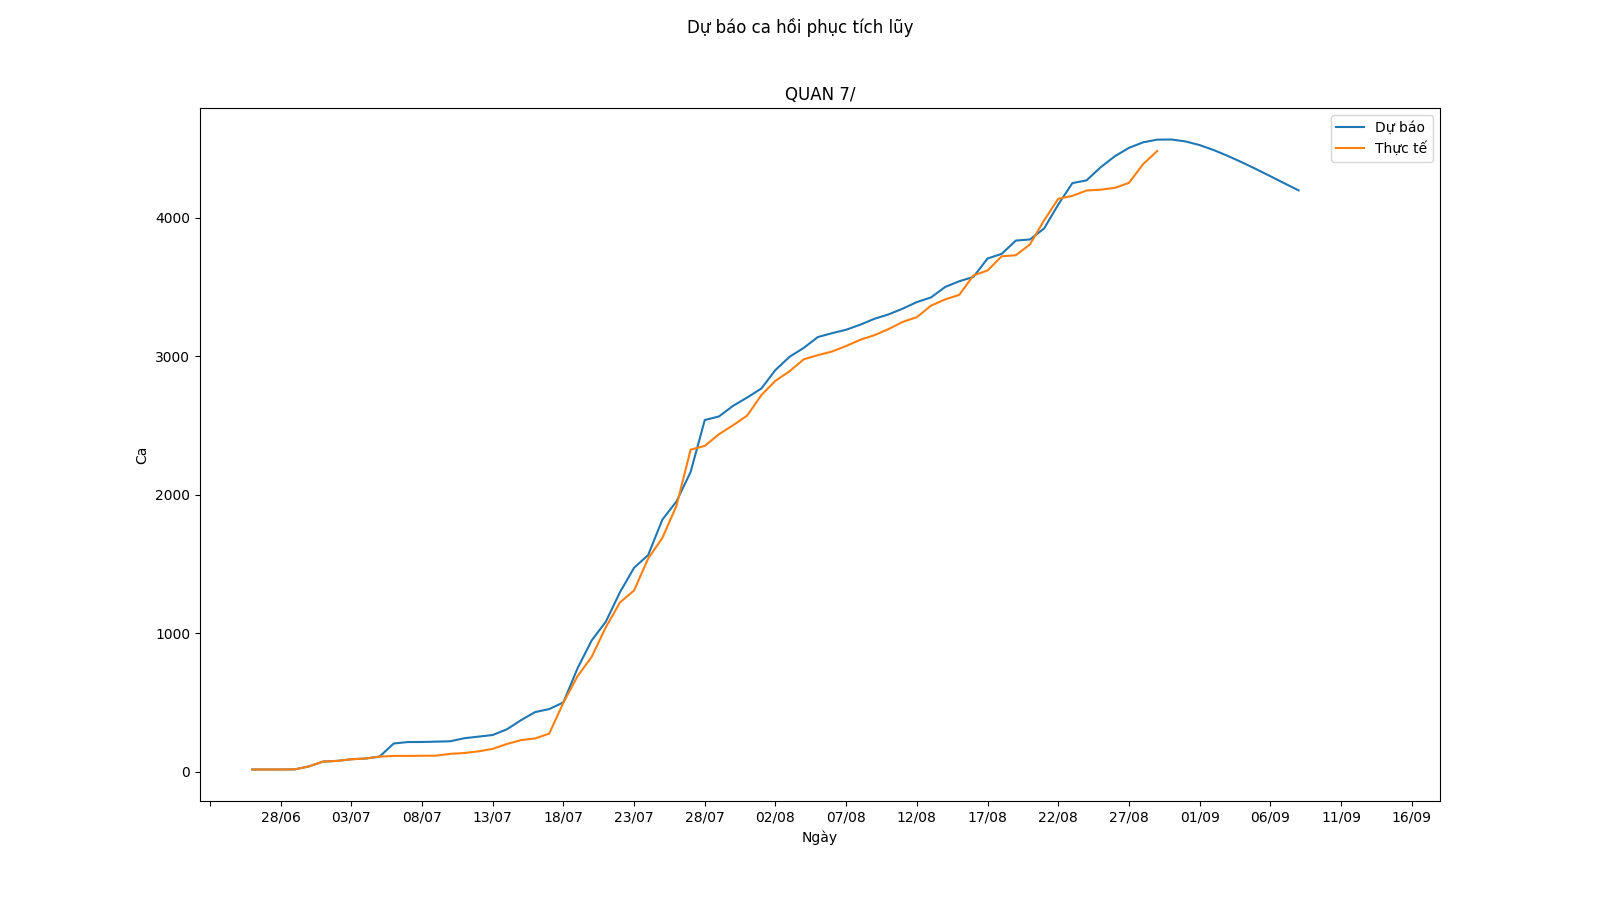 Dự báo ca hồi phục tích lũy
QUAN 7/
Dự báo
Thực tế
4000
3000
2000
1000
0
Ca
28/06 03/07 08/07 13/07 18/07 23/07 28/07 02/08 07/08 12/08 17/08 22/08 27/08 01/09 06/09 11/09 16/09
Ngày